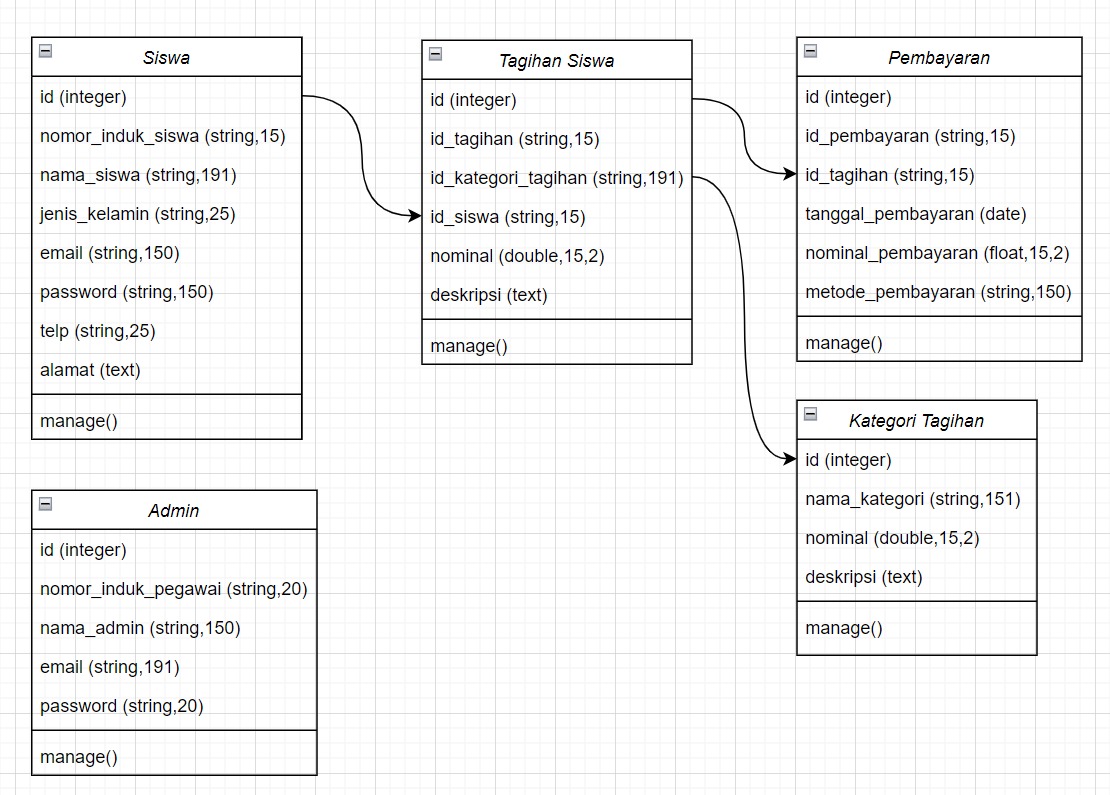 Siswa
id (integer)
nomor_induk_siswa (string,15)
nama_siswa (string,191)
jenis_kelamin (string,25)
email (string,150)
password (string,150)
telp (string,25)
alamat (text)
manage()
Tagihan Siswa
id (integer)
id_tagihan (string,15)
id_kategori_tagihan (string,191)
id_siswa (string,15)
nominal (double,15,2)
deskripsi (text)
manage()
Pembayaran
id (integer)
id_pembayaran (string,15)
id_tagihan (string,15)
tanggal_pembayaran (date)
nominal_pembayaran (float,15,2)
metode_pembayaran (string,150)
manage()
Kategori Tagihan
id (integer)
nama_kategori (string,151)
nominal (double,15,2)
deskripsi (text)
manage()
Admin
id (integer)
nomor_induk_pegawai (string,20)
nama_admin (string,150)
email (string,191)
password (string,20)
manage()